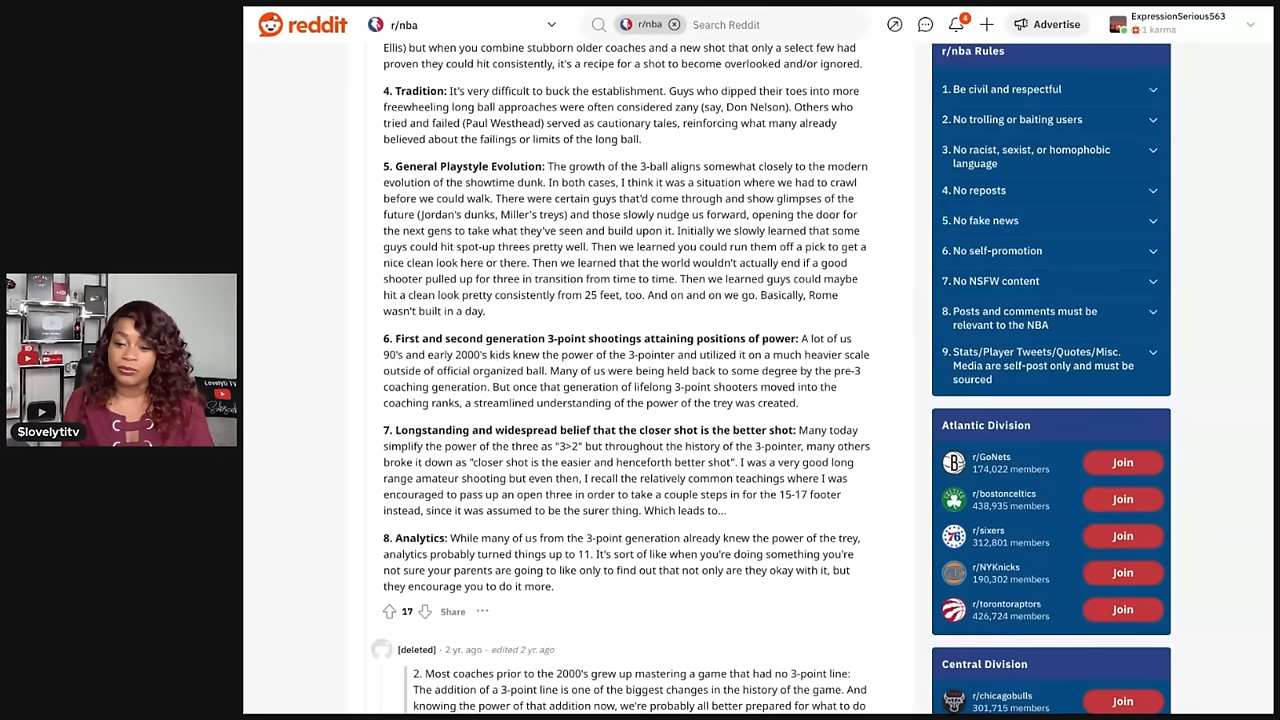 reddit
r/nba
r/nba
Search Reddit
4
Advertise
ExpressionSerious563
1 karma
Ellis) but when you combine stubborn older coaches and a new shot that only a select few had
proven they could hit consistently, it's a recipe for a shot to become overlooked and/or ignored.
4. Tradition: It's very difficult to buck the establishment. Guys who dipped their toes into more
freewheeling long ball approaches were often considered zany (say, Don Nelson). Others who
tried and failed (Paul Westhead) served as cautionary tales, reinforcing what many already
believed about the failings or limits of the long ball.
5. General Playstyle Evolution: The growth of the 3-ball aligns somewhat closely to the modern
evolution of the showtime dunk. In both cases, I think it was a situation where we had to crawl
before we could walk. There were certain guys that'd come through and show glimpses of the
future (Jordan's dunks, Miller's treys) and those slowly nudge us forward, opening the door for
the next gens to take what they've seen and build upon it. Initially we slowly learned that some
guys could hit spot-up threes pretty well. Then we learned you could run them off a pick to get a
nice clean look here or there. Then we learned that the world wouldn't actually end if a good
shooter pulled up for three in transition from time to time. Then we learned guys could maybe
hit a clean look pretty consistently from 25 feet, too. And on and on we go. Basically, Rome
wasn't built in a day.
6. First and second generation 3-point shootings attaining positions of power: A lot of us
90's and early 2000's kids knew the power of the 3-pointer and utilized it on a much heavier scale
outside of official organized ball. Many of us were being held back to some degree by the pre-3
coaching generation. But once that generation of lifelong 3-point shooters moved into the
coaching ranks, a streamlined understanding of the power of the trey was created.
7. Longstanding and widespread belief that the closer shot is the better shot: Many today
simplify the power of the three as "3>2" but throughout the history of the 3-pointer, many others
broke it down as "closer shot is the easier and henceforth better shot". I was a very good long
range amateur shooting but even then, I recall the relatively common teachings where I was
encouraged to pass up an open three in order to take a couple steps in for the 15-17 footer
instead, since it was assumed to be the surer thing. Which leads to...
8. Analytics: While many of us from the 3-point generation already knew the power of the trey,
analytics probably turned things up to 11. It's sort of like when you're doing something you're
not sure your parents are going to like only to find out that not only are they okay with it, but
they encourage you to do it more.
17
Share
[deleted] · 2 yr. ago · edited 2 yr. ago
2. Most coaches prior to the 2000's grew up mastering a game that had no 3-point line:
The addition of a 3-point line is one of the biggest changes in the history of the game. And
knowing the power of that addition now, we're probably all better prepared for what to do
r/nba Rules
1. Be civil and respectful
2. No trolling or baiting users
3. No racist, sexist, or homophobic
language
4. No reposts
5. No fake news
6. No self-promotion
7. No NSFW content
8. Posts and comments must be
relevant to the NBA
9. Stats/Player Tweets/Quotes/Misc.
Media are self-post only and must be
sourced
Atlantic Division
r/GoNets
174,022 members
Join
r/bostonceltics
438,935 members
Join
r/sixers
312,801 members
Join
r/NYKnicks
190,302 members
Join
r/torontoraptors
426,724 members
Join
Central Division
r/chicagobulls
301,715 members
Join
$lovelytitv